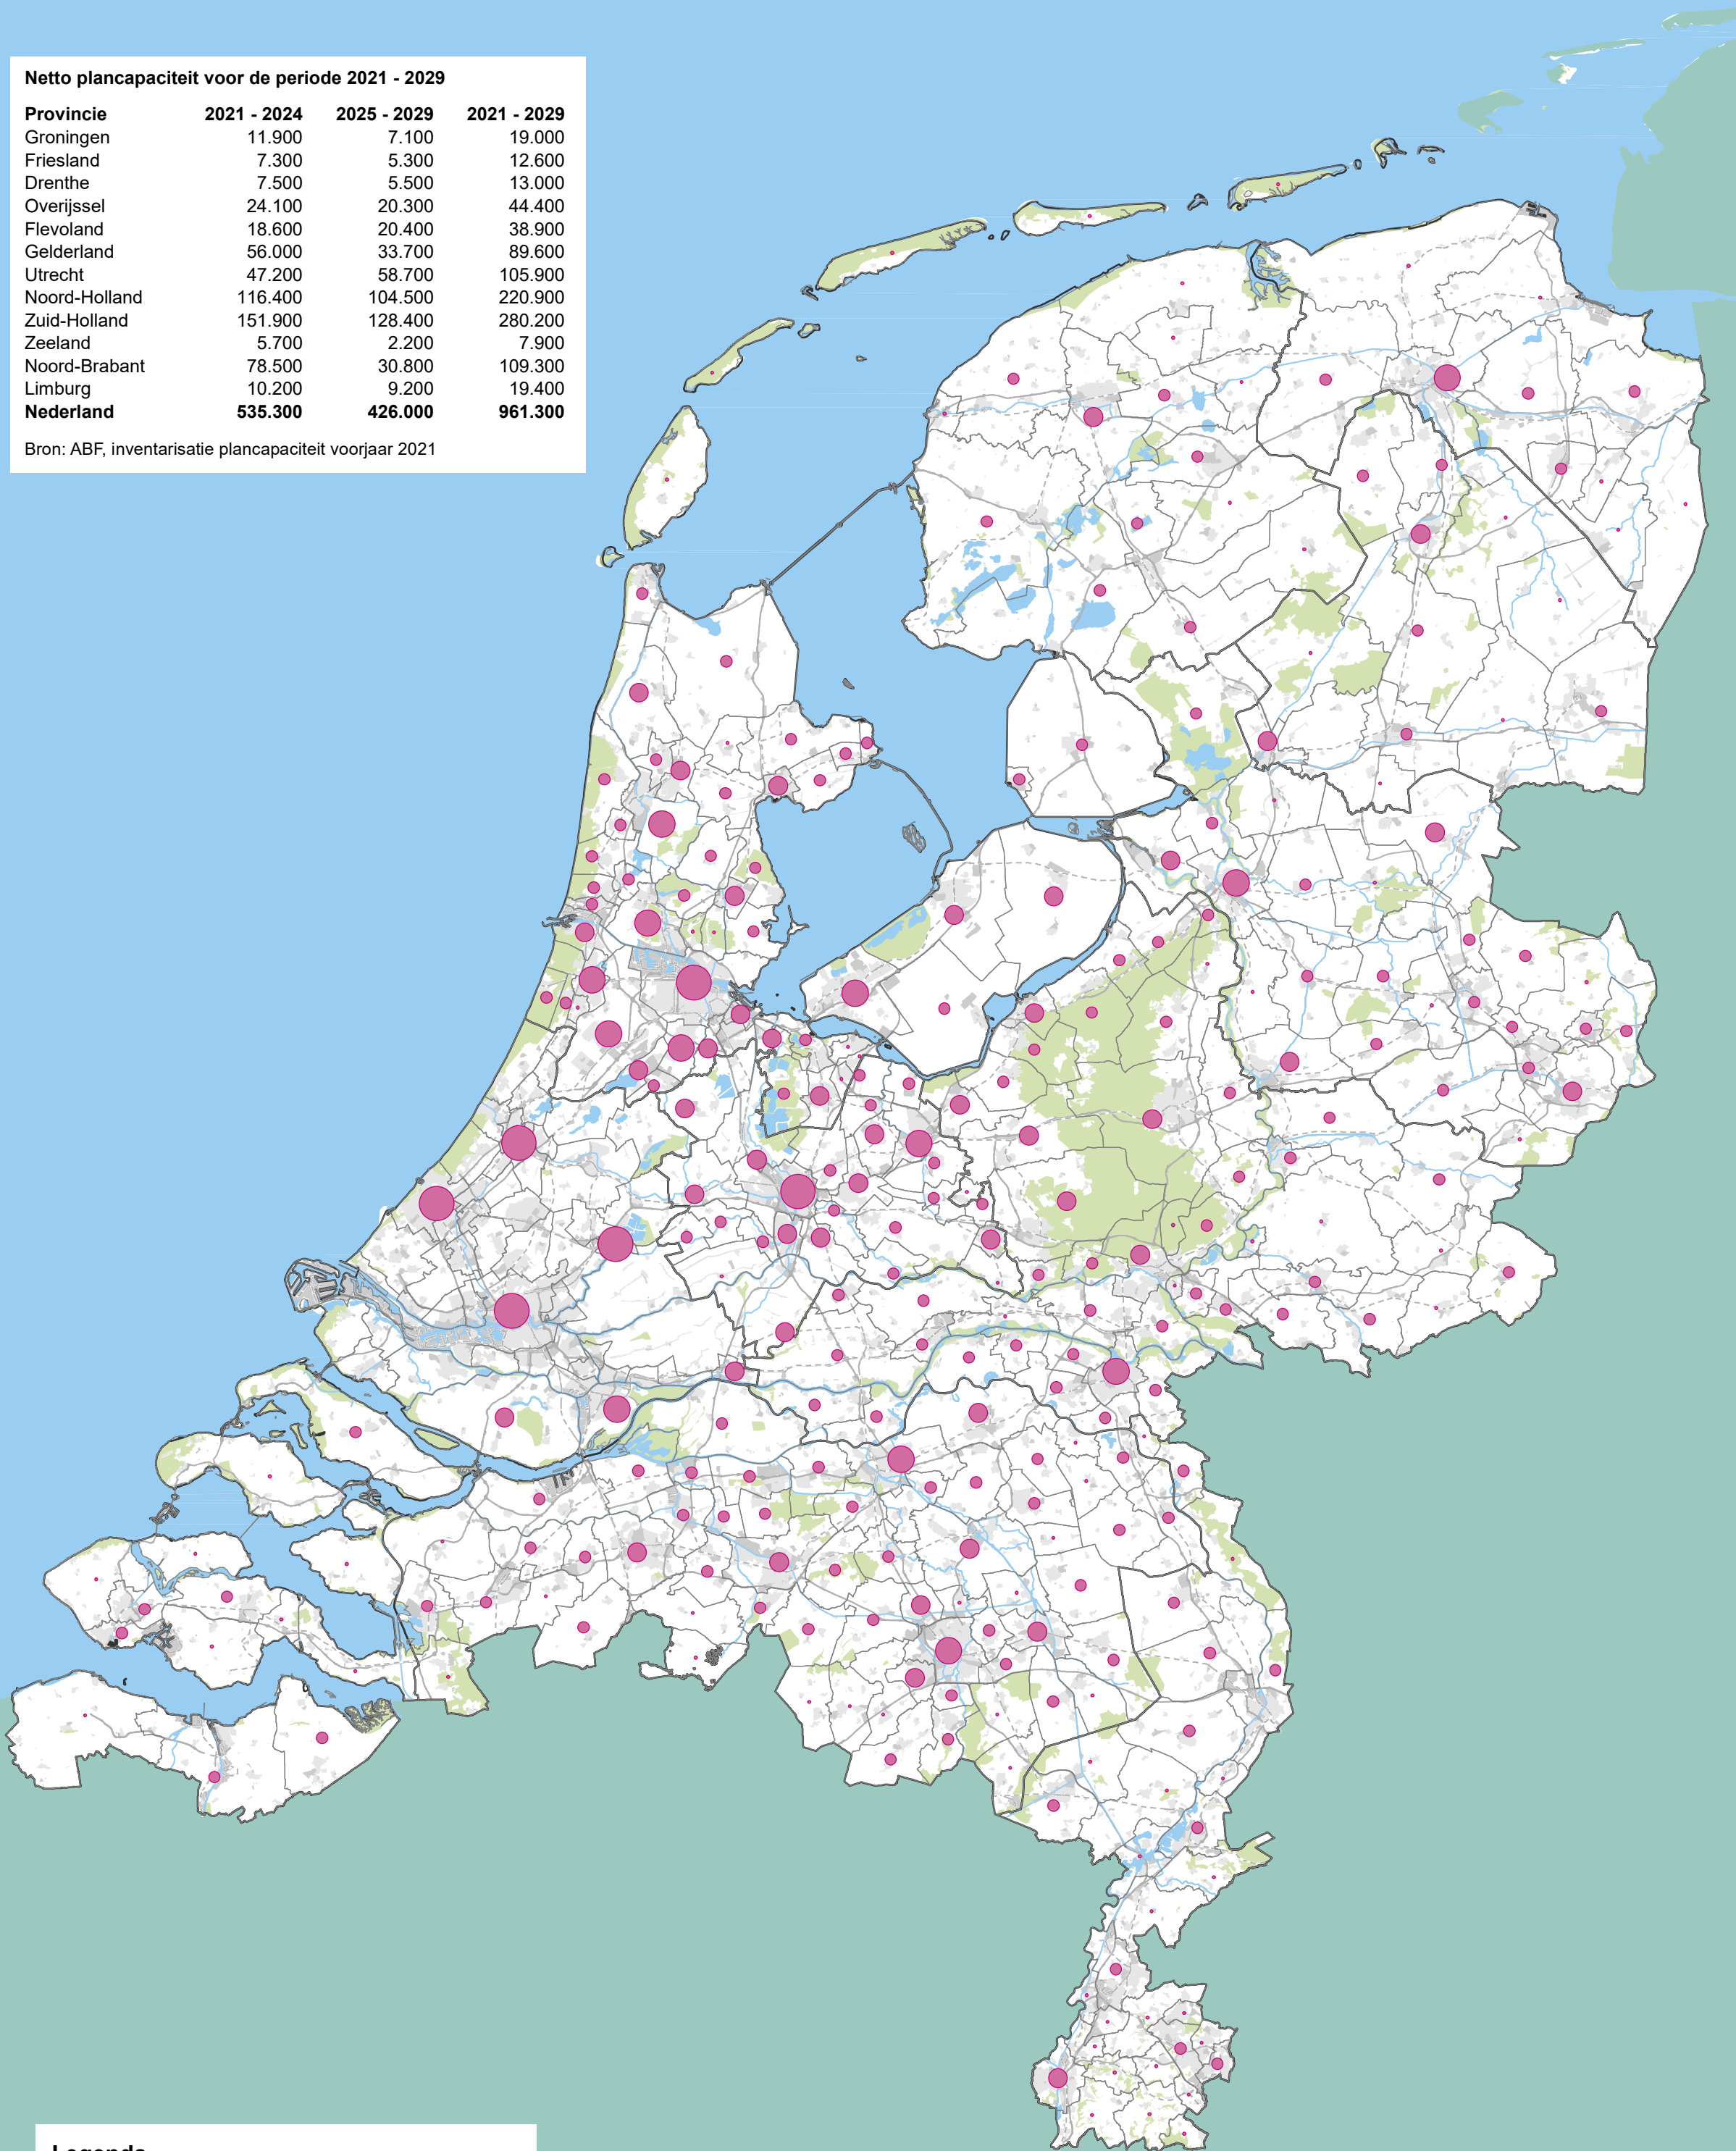 Netto plancapaciteit voor de periode 2021 - 2029
Provincie 2021 - 2024 2025 - 2029 2021 - 2029
Groningen 11.900 7.100 19.000
Friesland 7.300 5.300 12.600
Drenthe 7.500 5.500 13.000
Overijssel 24.100 20.300 44.400
Flevoland 18.600 20.400 38.900
Gelderland 56.000 33.700 89.600
Utrecht 47.200 58.700 105.900
Noord-Holland 116.400 104.500 220.900
Zuid-Holland 151.900 128.400 280.200
Zeeland 5.700 2.200 7.900
Noord-Brabant 78.500 30.800 109.300
Limburg 10.200 9.200 19.400
Nederland 535.300 426.000 961.300
Bron: ABF, inventarisatie plancapaciteit voorjaar 2021
Legenda